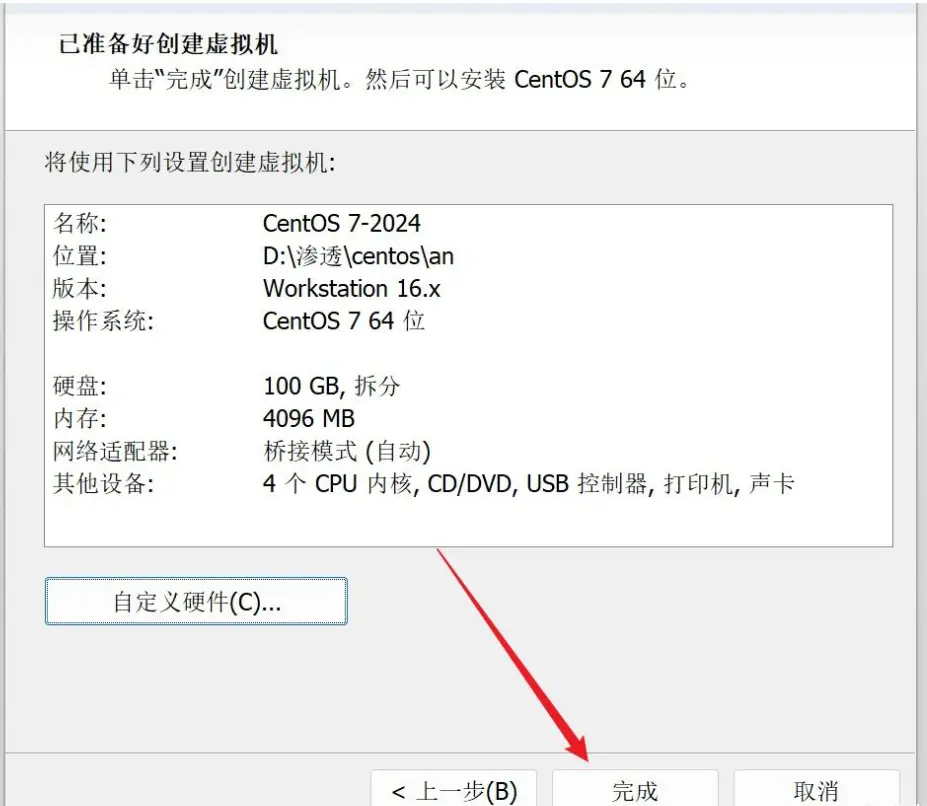 已准备好创建虚拟机
单击“完成”创建虚拟机。然后可以安装 CentOS 7 64 位。
将使用下列设置创建虚拟机:
名称: CentOS 7-2024
位置: D:\渗透\centos\an
版本: Workstation 16.x
操作系统: CentOS 7 64 位
硬盘: 100 GB, 拆分
内存: 4096 MB
网络适配器: 桥接模式 (自动)
其他设备: 4 个 CPU 内核, CD/DVD, USB 控制器, 打印机, 声卡
自定义硬件(C)...
< 上一步(B) 完成 取消